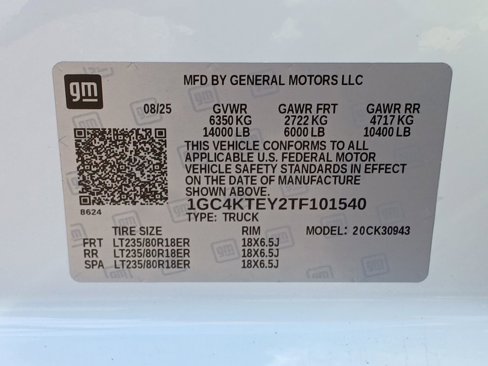 gm
MFD BY GENERAL MOTORS LLC
08/25 GVWR GAWR FRT GAWR RR
6350 KG 2722 KG 4717 KG
14000 LB 6000 LB 10400 LB
THIS VEHICLE CONFORMS TO ALL
APPLICABLE U.S. FEDERAL MOTOR
VEHICLE SAFETY STANDARDS IN EFFECT
ON THE DATE OF MANUFACTURE
SHOWN ABOVE.
8624
1GC4KTEY2TF101540
TYPE: TRUCK
TIRE SIZE RIM MODEL: 20CK30943
FRT LT235/80R18ER 18X6.5J
RR LT235/80R18ER 18X6.5J
SPA LT235/80R18ER 18X6.5J